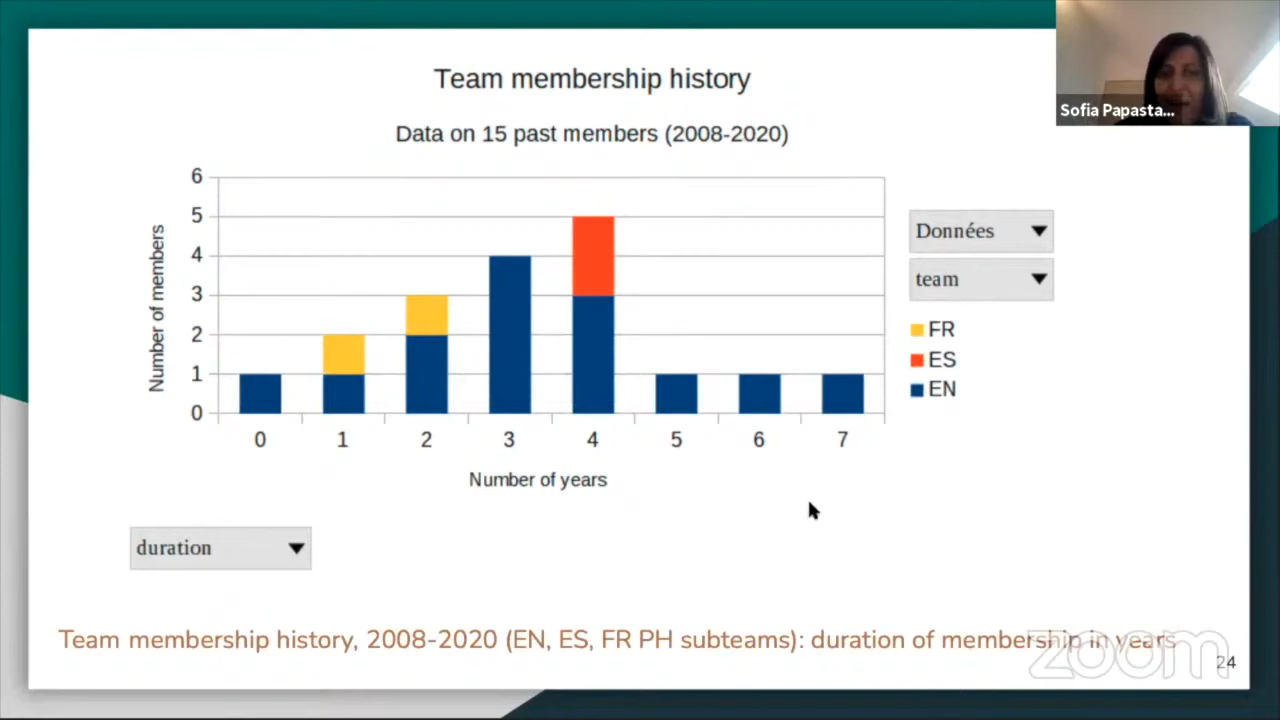 Team membership history
Data on 15 past members (2008-2020)
Sofia Papasta...
6
5
4
3
2
1
0
Number of members
0 1 2 3 4 5 6 7
Number of years
Données
team
FR
ES
EN
duration
Team membership history, 2008-2020 (EN, ES, FR PH subteams): duration of membership in years
zoom
24